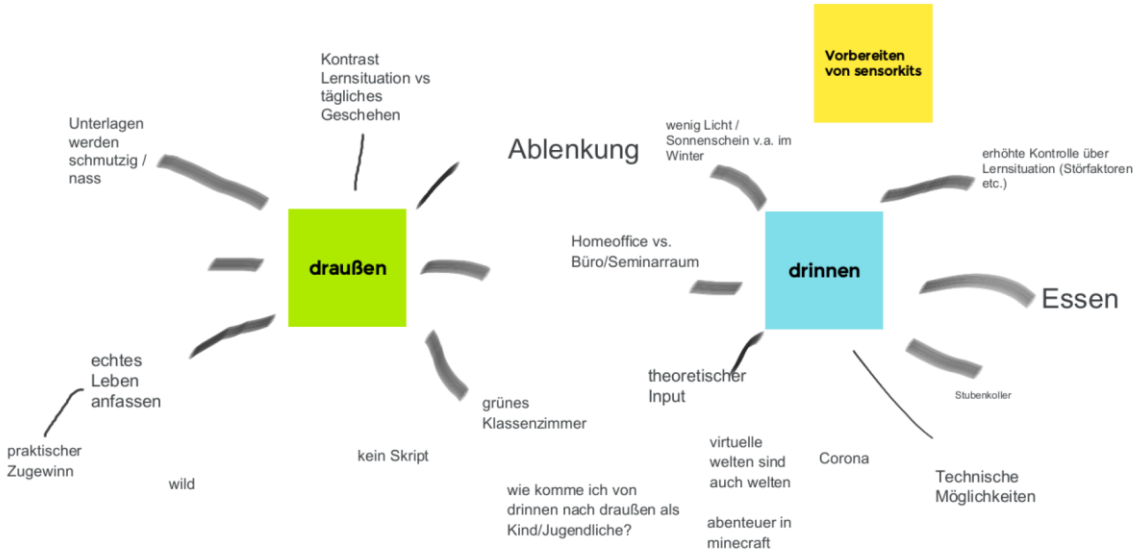 Vorbereiten
von sensorkits
Kontrast
Lernsituation vs
tägliches
Geschehen
Unterlagen
werden
schmutzig /
nass
Ablenkung
draußen
echtes
Leben
anfassen
praktischer
Zugewinn
wild
kein Skript
grünes
Klassenzimmer
wenig Licht /
Sonnenschein v.a. im
Winter
erhöhte Kontrolle über
Lernsituation (Störfaktoren
etc.)
Homeoffice vs.
Büro/Seminarraum
drinnen
Essen
theoretischer
Input
Stubenkoller
virtuelle
welten sind
auch welten
Corona
Technische
Möglichkeiten
wie komme ich von
drinnen nach draußen als
Kind/Jugendliche?
abenteuer in
minecraft